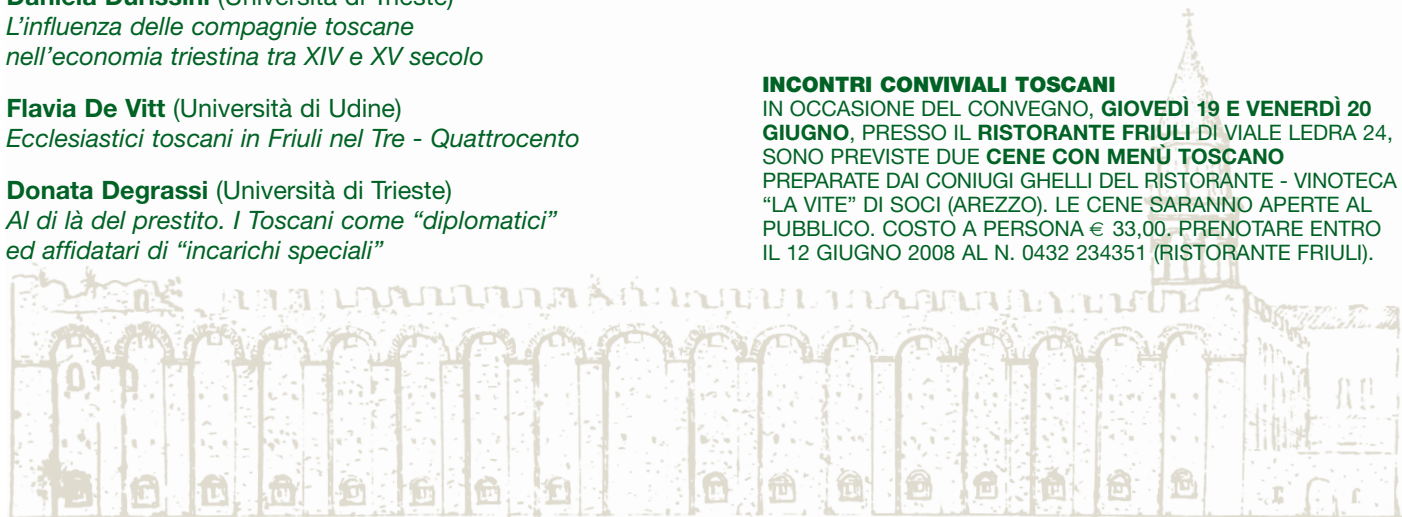 Daniela Durissini (Università di Trieste)
L’influenza delle compagnie toscane
nell’economia triestina tra XIV e XV secolo
Flavia De Vitt (Università di Udine)
Ecclesiastici toscani in Friuli nel Tre - Quattrocento
Donata Degrassi (Università di Trieste)
Al di là del prestito. I Toscani come “diplomatici”
ed affidatari di “incarichi speciali”
INCONTRI CONVIVIALI TOSCANI
IN OCCASIONE DEL CONVEGNO, GIOVEDÌ 19 E VENERDÌ 20
GIUGNO, PRESSO IL RISTORANTE FRIULI DI VIALE LEDRA 24,
SONO PREVISTE DUE CENE CON MENÙ TOSCANO
PREPARATE DAI CONIUGI GHELLI DEL RISTORANTE - VINOTECA
“LA VITE” DI SOCI (AREZZO). LE CENE SARANNO APERTE AL
PUBBLICO. COSTO A PERSONA € 33,00. PRENOTARE ENTRO
IL 12 GIUGNO 2008 AL N. 0432 234351 (RISTORANTE FRIULI).